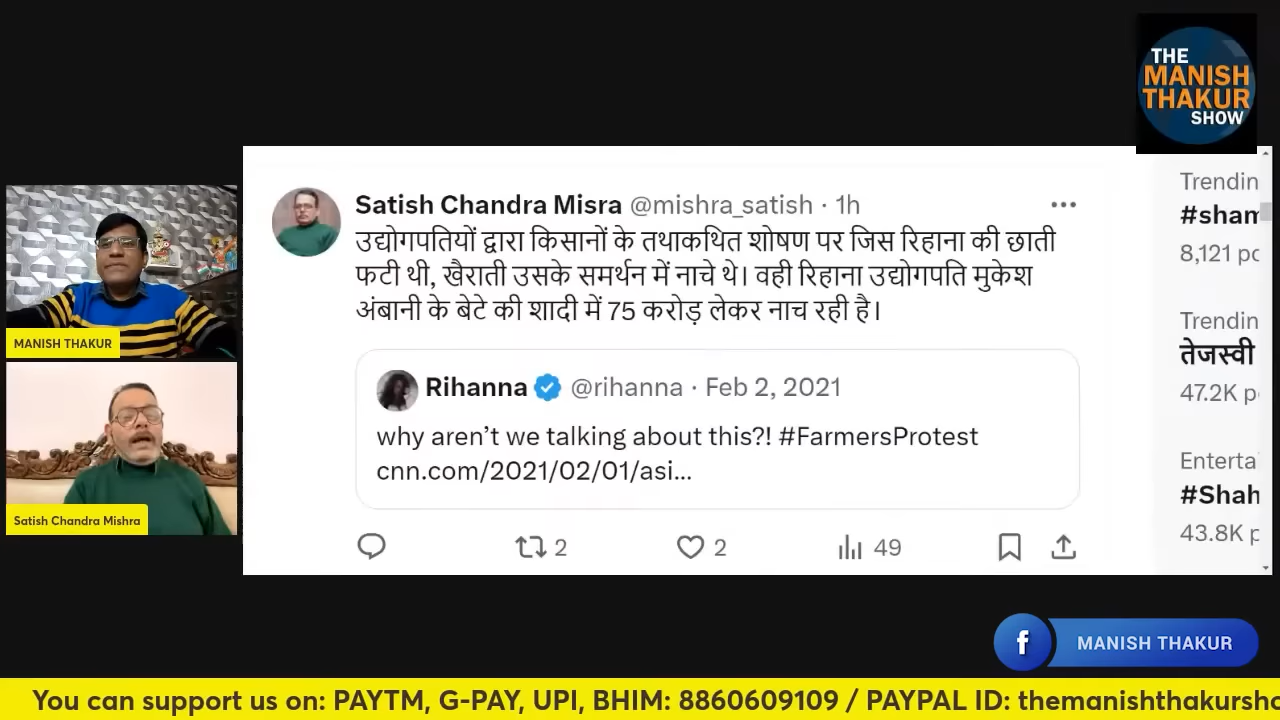 THE
MANISH
THAKUR
SHOW
MANISH THAKUR
Satish Chandra Mishra
Satish Chandra Misra @mishra_satish · 1h
उद्योगपतियों द्वारा किसानों के तथाकथित शोषण पर जिस रिहाना की छाती
फटी थी, खैराती उसके समर्थन में नाचे थे। वही रिहाना उद्योगपति मुकेश
अंबानी के बेटे की शादी में 75 करोड़ लेकर नाच रही है।
Rihanna @rihanna · Feb 2, 2021
why aren’t we talking about this?! #FarmersProtest
cnn.com/2021/02/01/asi...
2 2 49
Trendin
#sham
8,121 po
Trendin
तेजस्वी
47.2K p
Enterta
#Shah
43.8K p
f MANISH THAKUR
You can support us on: PAYTM, G-PAY, UPI, BHIM: 8860609109 / PAYPAL ID: themanishthakursho